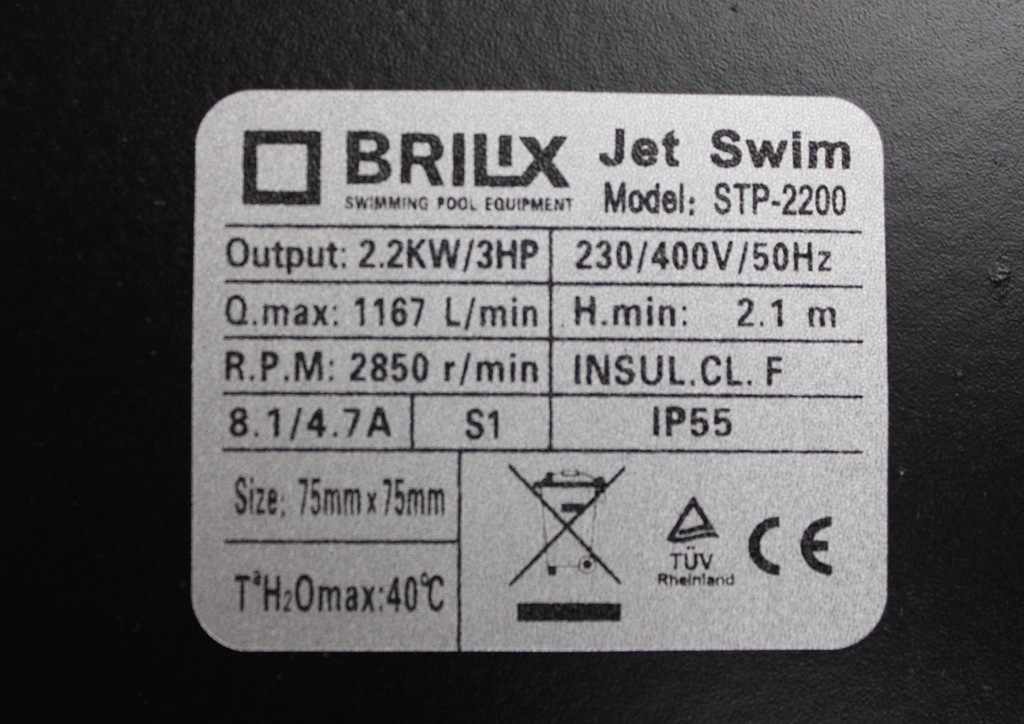 BRILIX Jet Swim
SWIMMING POOL EQUIPMENT Model: STP-2200
Output: 2.2KW/3HP 230/400V/50Hz
Q.max: 1167 L/min H.min: 2.1 m
R.P.M: 2850 r/min INSUL.CL. F
8.1/4.7A S1 IP55
Size: 75mm x 75mm
T³H₂Omax:40℃
TÜV
Rheinland
CE